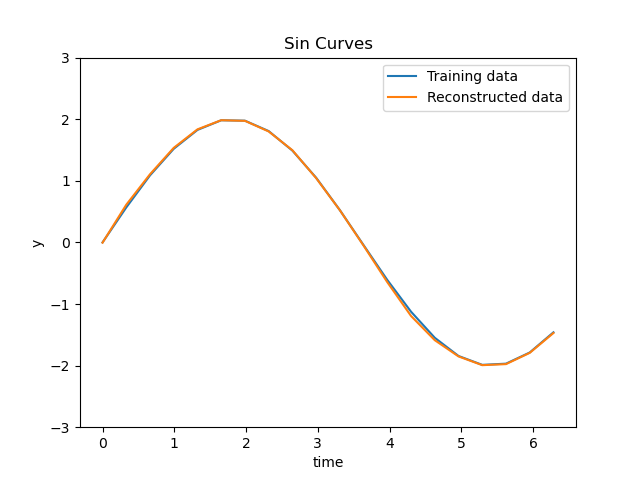 Sin Curves
Training data
Reconstructed data
3
2
1
0
−1
−2
−3
y
0 1 2 3 4 5 6
time